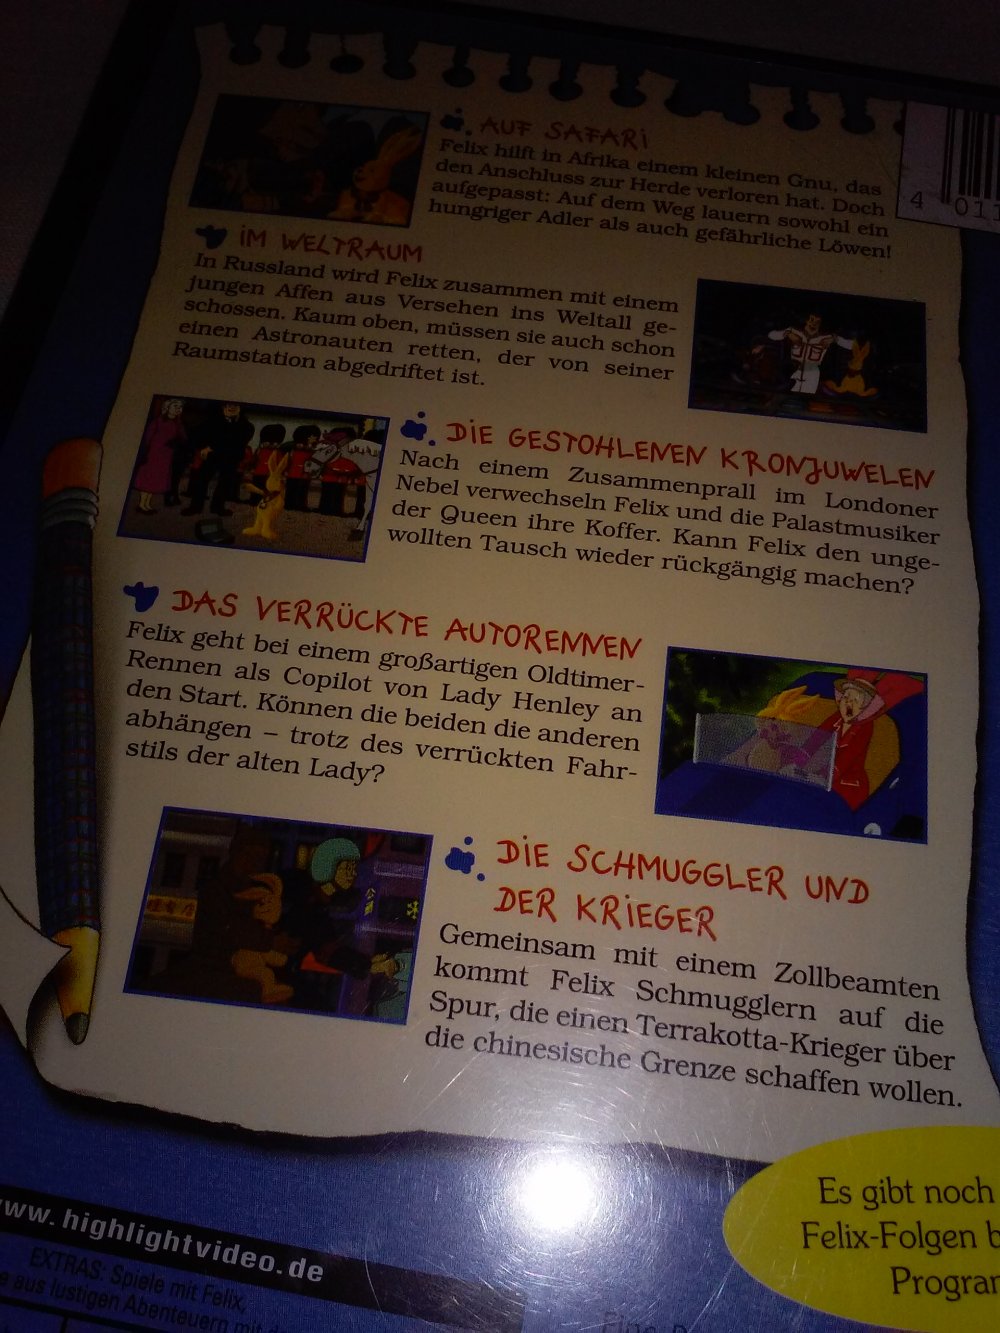 AUF SAFARI
Felix hilft in Afrika einem kleinen Gnu, das
den Anschluss zur Herde verloren hat. Doch
aufgepasst: Auf dem Weg lauern sowohl ein
hungriger Adler als auch gefährliche Löwen!
4 011
IM WELTRAUM
In Russland wird Felix zusammen mit einem
jungen Affen aus Versehen ins Weltall ge-
schossen. Kaum oben, müssen sie auch schon
einen Astronauten retten, der von seiner
Raumstation abgedriftet ist.
DIE GESTOHLENEN KRONJUWELEN
Nach einem Zusammenprall im Londoner
Nebel verwechseln Felix und die Palastmusiker
der Queen ihre Koffer. Kann Felix den unge-
wollten Tausch wieder rückgängig machen?
DAS VERRÜCKTE AUTORENNEN
Felix geht bei einem großartigen Oldtimer-
Rennen als Copilot von Lady Henley an
den Start. Können die beiden die anderen
abhängen – trotz des verrückten Fahr-
stils der alten Lady?
DIE SCHMUGGLER UND
DER KRIEGER
Gemeinsam mit einem Zollbeamten
kommt Felix Schmugglern auf die
Spur, die einen Terrakotta-Krieger über
die chinesische Grenze schaffen wollen.
Es gibt noch
Felix-Folgen
www.highlightvideo.de
EXTRAS: Spiele mit Felix,
aus lustigen Abenteuern mit